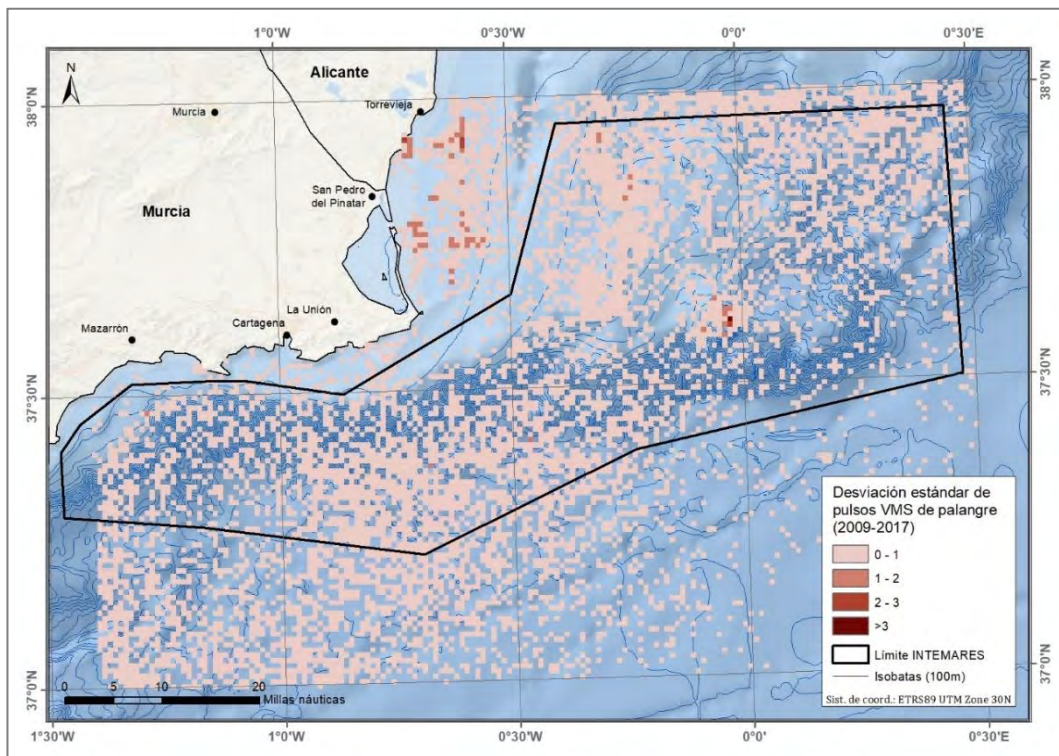 1°0'W
0°30'W
0°0'
0°30'E
N
Alicante
Murcia
Torrevieja
38°0'N
38°0'N
San Pedro
del Pinatar
Murcia
La Unión
Cartagena
Mazarrón
37°30'N
37°30'N
Desviación estándar de
pulsos VMS de palangre
(2009-2017)
0 - 1
1 - 2
2 - 3
>3
Límite INTEMARES
Isobatas (100m)
Sist. de coord.: ETRS89 UTM Zone 30N
37°0'N
37°0'N
0 5 10 20
Millas náuticas
1°30'W
1°0'W
0°30'W
0°0'
0°30'E